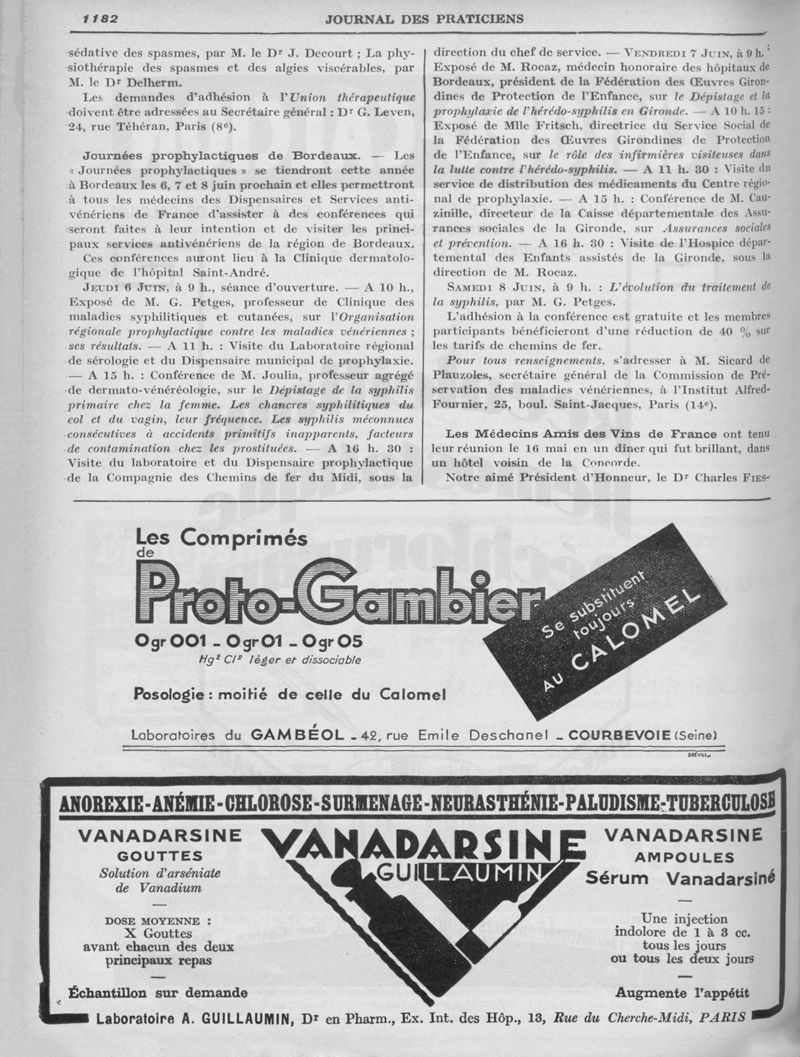 1182
JOURNAL DES PRATICIENS
sédative des spasmes, par M. le Dr J. Decourt ; La phy-
siothérapie des spasmes et des algies viscérables, par
M. le Dr Delherm.
Les demandes d'adhésion à l'Union thérapeutique
doivent être adressées au Secrétaire général : Dr G. Leven,
24, rue Téhéran, Paris (8e).
Journées prophylactiques de Bordeaux. — Les
« Journées prophylactiques » se tiendront cette année
à Bordeaux les 6, 7 et 8 juin prochain et elles permettront
à tous les médecins des Dispensaires et Services anti-
vénériens de France d'assister à des conférences qui
seront faites à leur intention et de visiter les princi-
paux services antivénériens de la région de Bordeaux.
Ces conférences auront lieu à la Clinique dermatolo-
gique de l'hôpital Saint-André.
JEUDI 6 JUIN, à 9 h., séance d'ouverture. — A 10 h.,
Exposé de M. G. Petges, professeur de Clinique des
maladies syphilitiques et cutanées, sur l'Organisation
régionale prophylactique contre les maladies vénériennes ;
ses résultats. — A 11 h. : Visite du Laboratoire régional
de sérologie et du Dispensaire municipal de prophylaxie.
— A 15 h. : Conférence de M. Joulia, professeur agrégé
de dermato-vénéréologie, sur le Dépistage de la syphilis
primaire chez la femme. Les chancres syphilitiques du
col et du vagin, leur fréquence. Les syphilis méconnues
consécutives à accidents primitifs inapparents, facteurs
de contamination chez les prostituées. — A 16 h. 30 :
Visite du laboratoire et du Dispensaire prophylactique
de la Compagnie des Chemins de fer du Midi, sous la
direction du chef de service. — VENDREDI 7 JUIN, à 9 h. :
Exposé de M. Rocaz, médecin honoraire des hôpitaux de
Bordeaux, président de la Fédération des Œuvres Giron-
dines de Protection de l'Enfance, sur le Dépistage et la
prophylaxie de l'hérédo-syphilis en Gironde. — A 10 h. 15 :
Exposé de Mlle Fritsch, directrice du Service Social de
la Fédération des Œuvres Girondines de Protection
de l'Enfance, sur le rôle des infirmières visiteuses dans
la lutte contre l'hérédo-syphilis. — A 11 h. 30 : Visite du
service de distribution des médicaments du Centre régio-
nal de prophylaxie. — A 15 h. : Conférence de M. Cau-
zinille, directeur de la Caisse départementale des Assu-
rances sociales de la Gironde, sur Assurances sociales
et prévention. — A 16 h. 30 : Visite de l'Hospice dépar-
temental des Enfants assistés de la Gironde, sous la
direction de M. Rocaz.
SAMEDI 8 JUIN, à 9 h. : L'évolution du traitement de
la syphilis, par M. G. Petges.
L'adhésion à la conférence est gratuite et les membres
participants bénéficieront d'une réduction de 40 % sur
les tarifs de chemins de fer.
Pour tous renseignements, s'adresser à M. Sicard de
Plauzoles, secrétaire général de la Commission de Pré-
servation des maladies vénériennes, à l'Institut Alfred-
Fournier, 25, boul. Saint-Jacques, Paris (14e).
Les Médecins Amis des Vins de France ont tenu
leur réunion le 16 mai en un dîner qui fut brillant, dans
un hôtel voisin de la Concorde.
Notre aimé Président d'Honneur, le Dr Charles FIES-
Les Comprimés
de
Proto-Gambier
0gr001 - 0gr01 - 0gr05
Hg² Cl² léger et dissociable
Posologie : moitié de celle du Calomel
Se substituent
toujours
AU CALOMEL
Laboratoires du GAMBÉOL - 42, rue Emile Deschanel - COURBEVOIE (Seine)
ANOREXIE-ANÉMIE-CHLOROSE-SURMENAGE-NEURASTHÉNIE-PALUDISME-TUBERCULOSE
VANADARSINE
GOUTTES
Solution d'arséniate
de Vanadium
DOSE MOYENNE :
X Gouttes
avant chacun des deux
principaux repas
Échantillon sur demande
VANADARSINE
GUILLAUMIN
VANADARSINE
AMPOULES
Sérum Vanadarsiné
Une injection
indolore de 1 à 3 cc.
tous les jours
ou tous les deux jours
Augmente l'appétit
Laboratoire A. GUILLAUMIN, Dr en Pharm., Ex. Int. des Hôp., 13, Rue du Cherche-Midi, PARIS